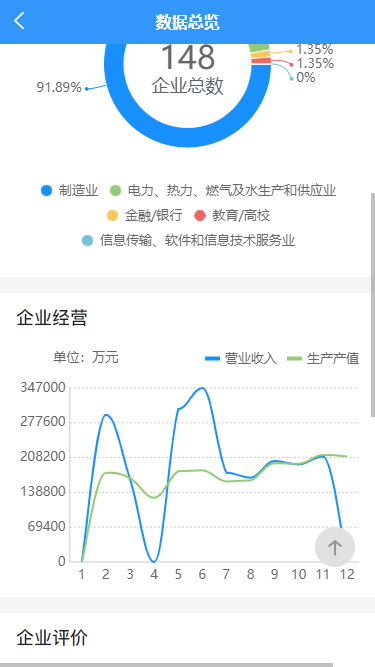 数据总览
148
企业总数
1.35%
1.35%
0%
91.89%
制造业 电力、热力、燃气及水生产和供应业
金融/银行 教育/高校
信息传输、软件和信息技术服务业
企业经营
单位：万元 营业收入 生产产值
347000
277600
208200
138800
69400
0
1 2 3 4 5 6 7 8 9 10 11 12
企业评价